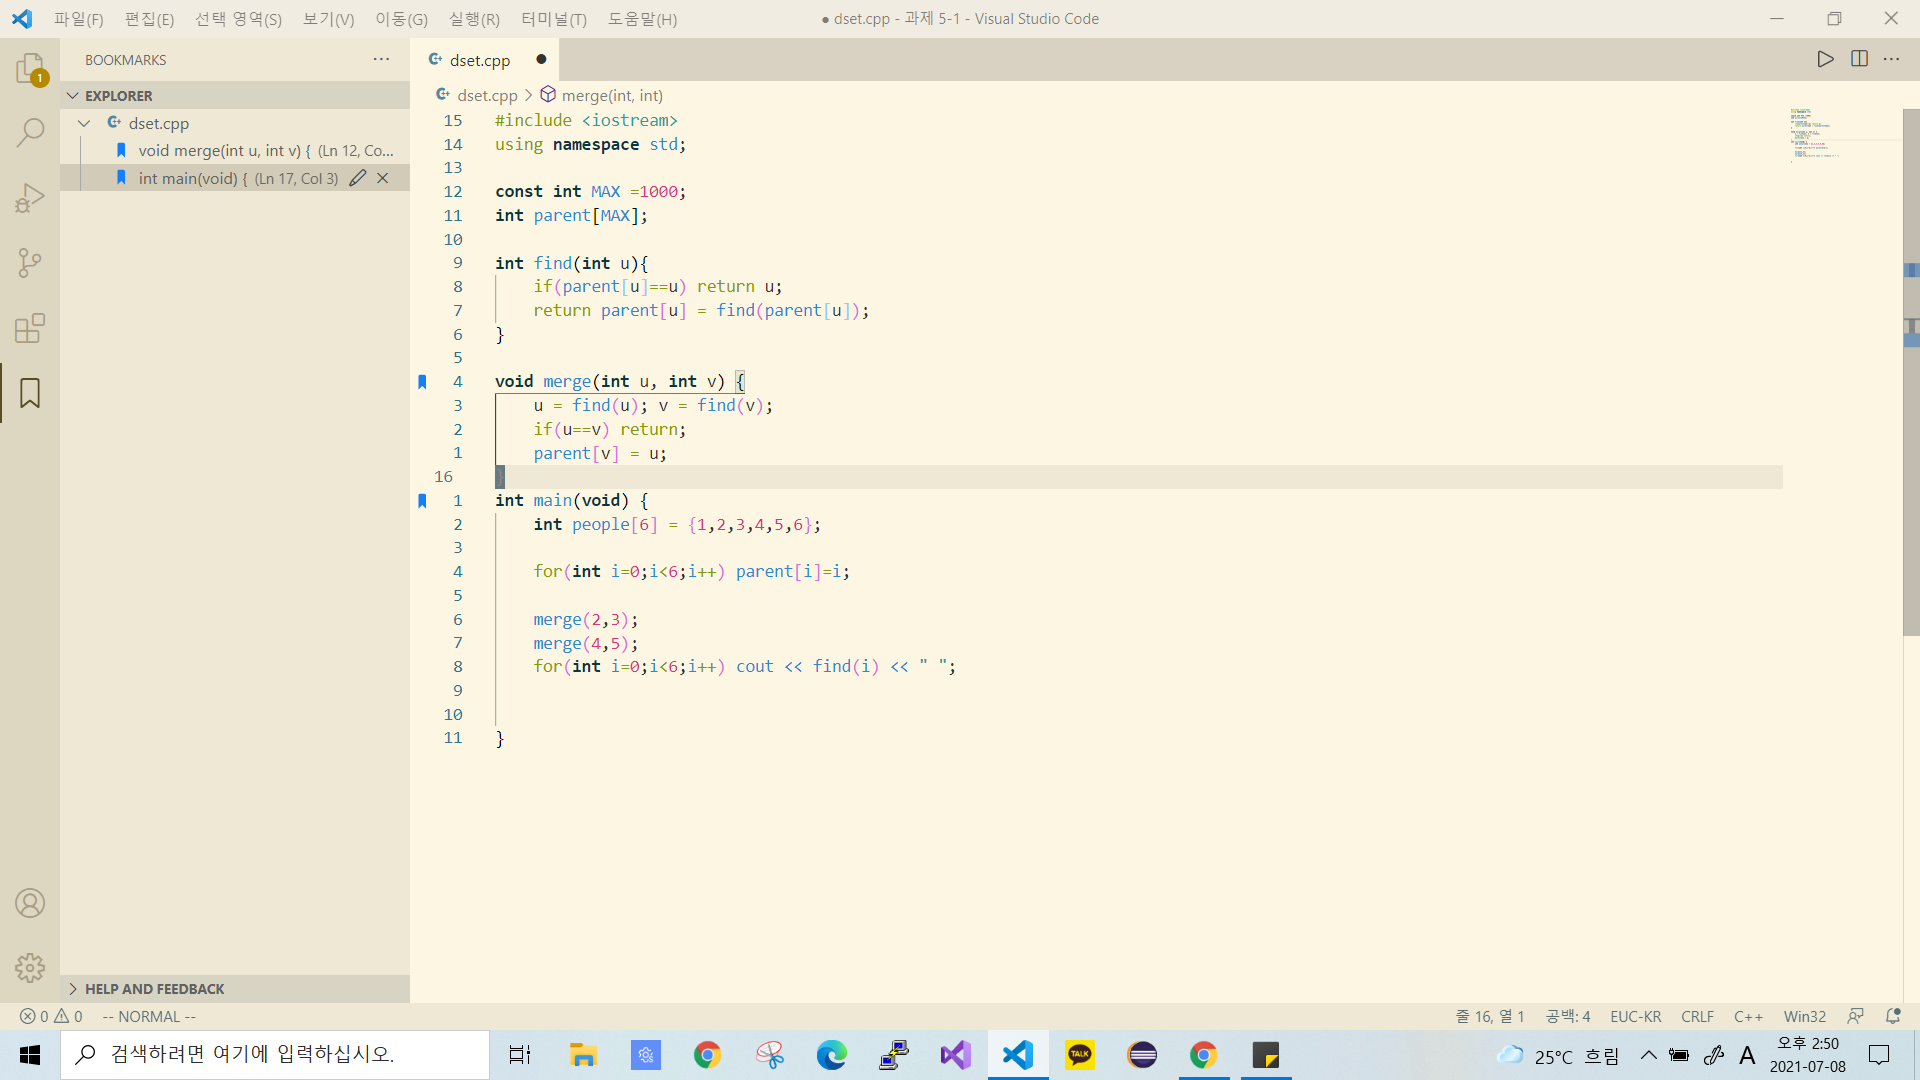 파일(F) 편집(E) 선택 영역(S) 보기(V) 이동(G) 실행(R) 터미널(T) 도움말(H) ● dset.cpp - 과제 5-1 - Visual Studio Code
BOOKMARKS ···
EXPLORER
dset.cpp
void merge(int u, int v) { (Ln 12, Co...
int main(void) { (Ln 17, Col 3)
HELP AND FEEDBACK
1
dset.cpp ●
dset.cpp > merge(int, int)
15 #include <iostream>
14 using namespace std;
13
12 const int MAX =1000;
11 int parent[MAX];
10
9 int find(int u){
8 if(parent[u]==u) return u;
7 return parent[u] = find(parent[u]);
6 }
5
4 void merge(int u, int v) {
3 u = find(u); v = find(v);
2 if(u==v) return;
1 parent[v] = u;
16 }
1 int main(void) {
2 int people[6] = {1,2,3,4,5,6};
3
4 for(int i=0;i<6;i++) parent[i]=i;
5
6 merge(2,3);
7 merge(4,5);
8 for(int i=0;i<6;i++) cout << find(i) << " ";
9
10
11 }
0 0 -- NORMAL -- 줄 16, 열 1 공백: 4 EUC-KR CRLF C++ Win32
검색하려면 여기에 입력하십시오.
TALK
25°C 흐림 A 오후 2:50
2021-07-08